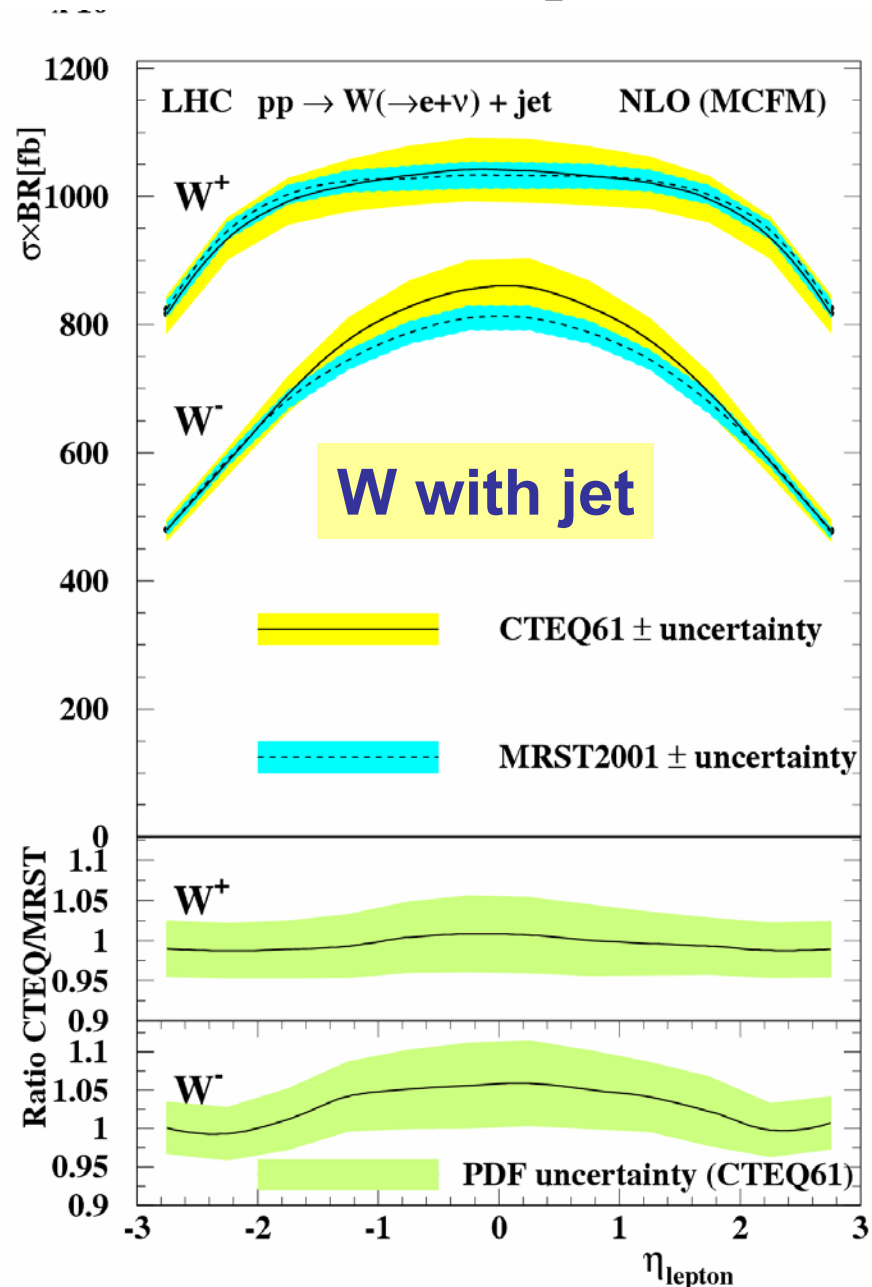 1200
LHC pp → W(→e+ν) + jet NLO (MCFM)
σ×BR[fb]
W+
1000
800
W-
600
W with jet
400
CTEQ61 ± uncertainty
200
MRST2001 ± uncertainty
0
Ratio CTEQ/MRST
1.1
W+
1.05
1
0.95
0.9
1.1
W-
1.05
1
0.95
PDF uncertainty (CTEQ61)
0.9
-3 -2 -1 0 1 2 3
ηlepton